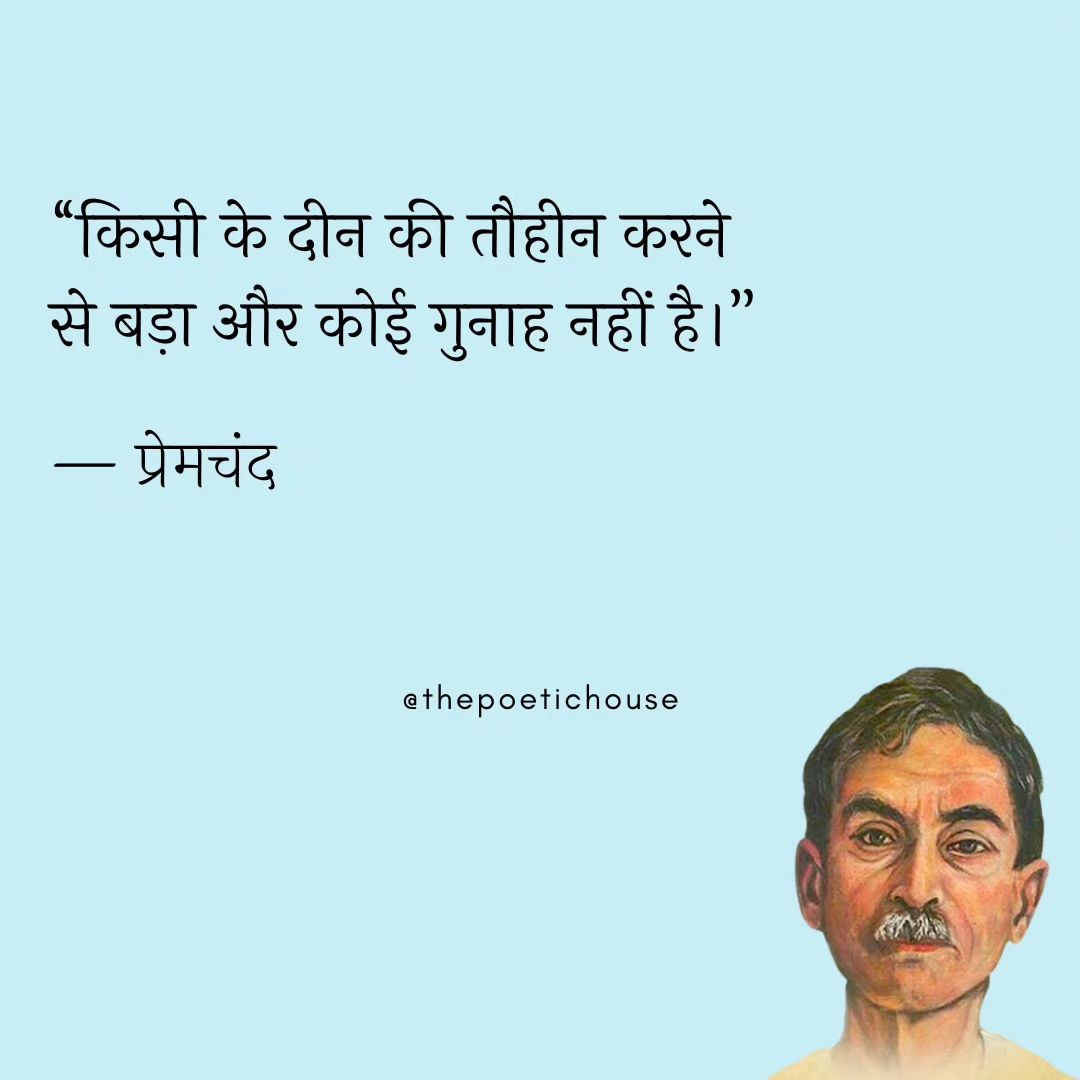 “किसी के दीन की तौहीन करने
से बड़ा और कोई गुनाह नहीं है।”
— प्रेमचंद
@thepoetichouse